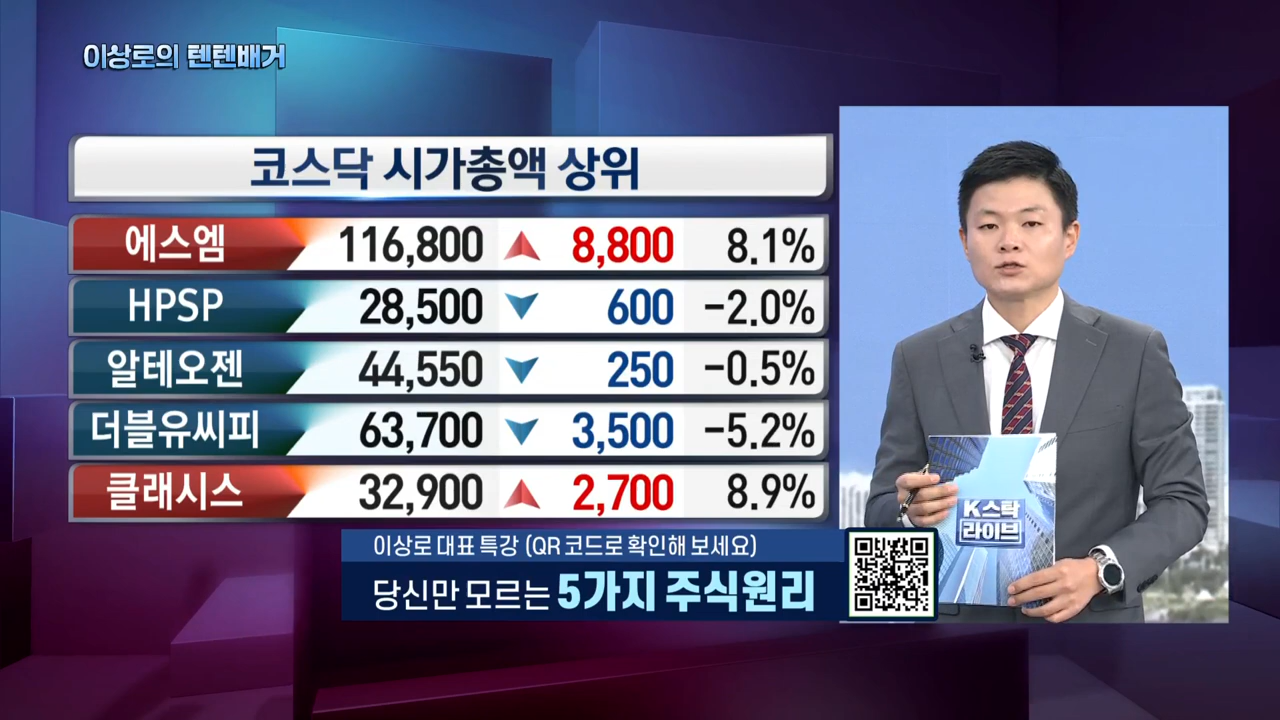 이상로의 텐텐배거
코스닥 시가총액 상위
에스엠 116,800 ▲ 8,800 8.1%
HPSP 28,500 ▼ 600 -2.0%
알테오젠 44,550 ▼ 250 -0.5%
더블유씨피 63,700 ▼ 3,500 -5.2%
클래시스 32,900 ▲ 2,700 8.9%
K스탁
라이브
이상로 대표 특강 (QR 코드로 확인해 보세요)
당신만 모르는 5가지 주식원리